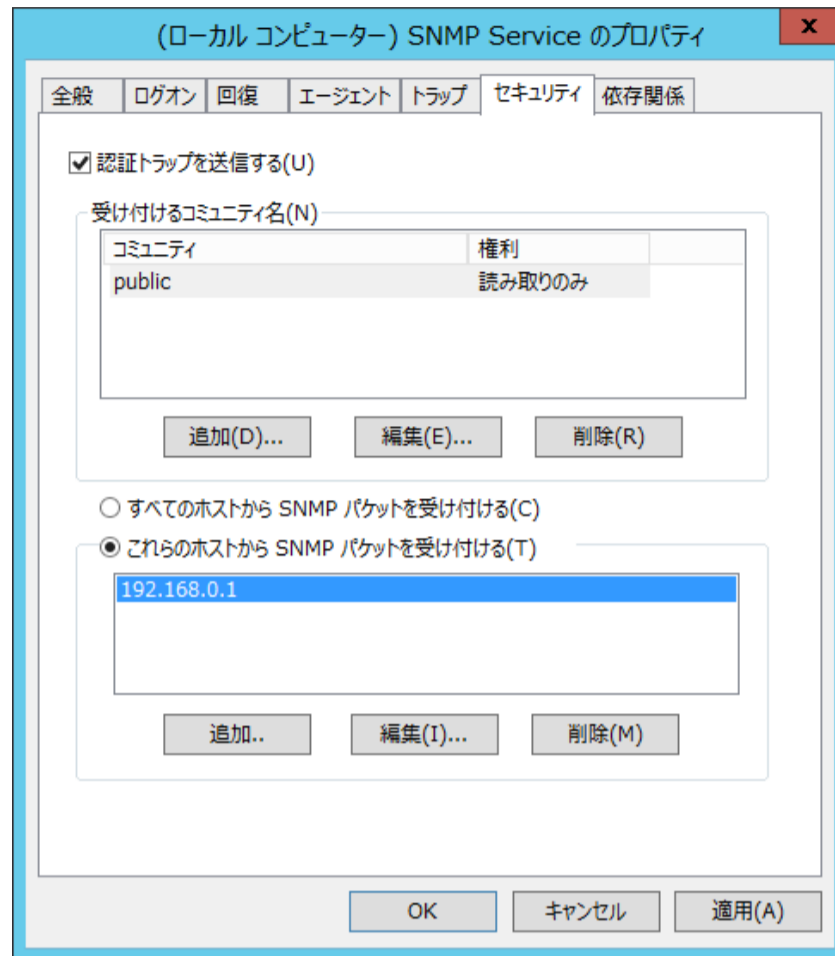 (ローカル コンピューター) SNMP Service のプロパティ
x
全般 ログオン 回復 エージェント トラップ セキュリティ 依存関係
認証トラップを送信する(U)
受け付けるコミュニティ名(N)
コミュニティ 権利
public 読み取りのみ
追加(D)... 編集(E)... 削除(R)
すべてのホストから SNMP パケットを受け付ける(C)
これらのホストから SNMP パケットを受け付ける(T)
192.168.0.1
追加.. 編集(I)... 削除(M)
OK キャンセル 適用(A)